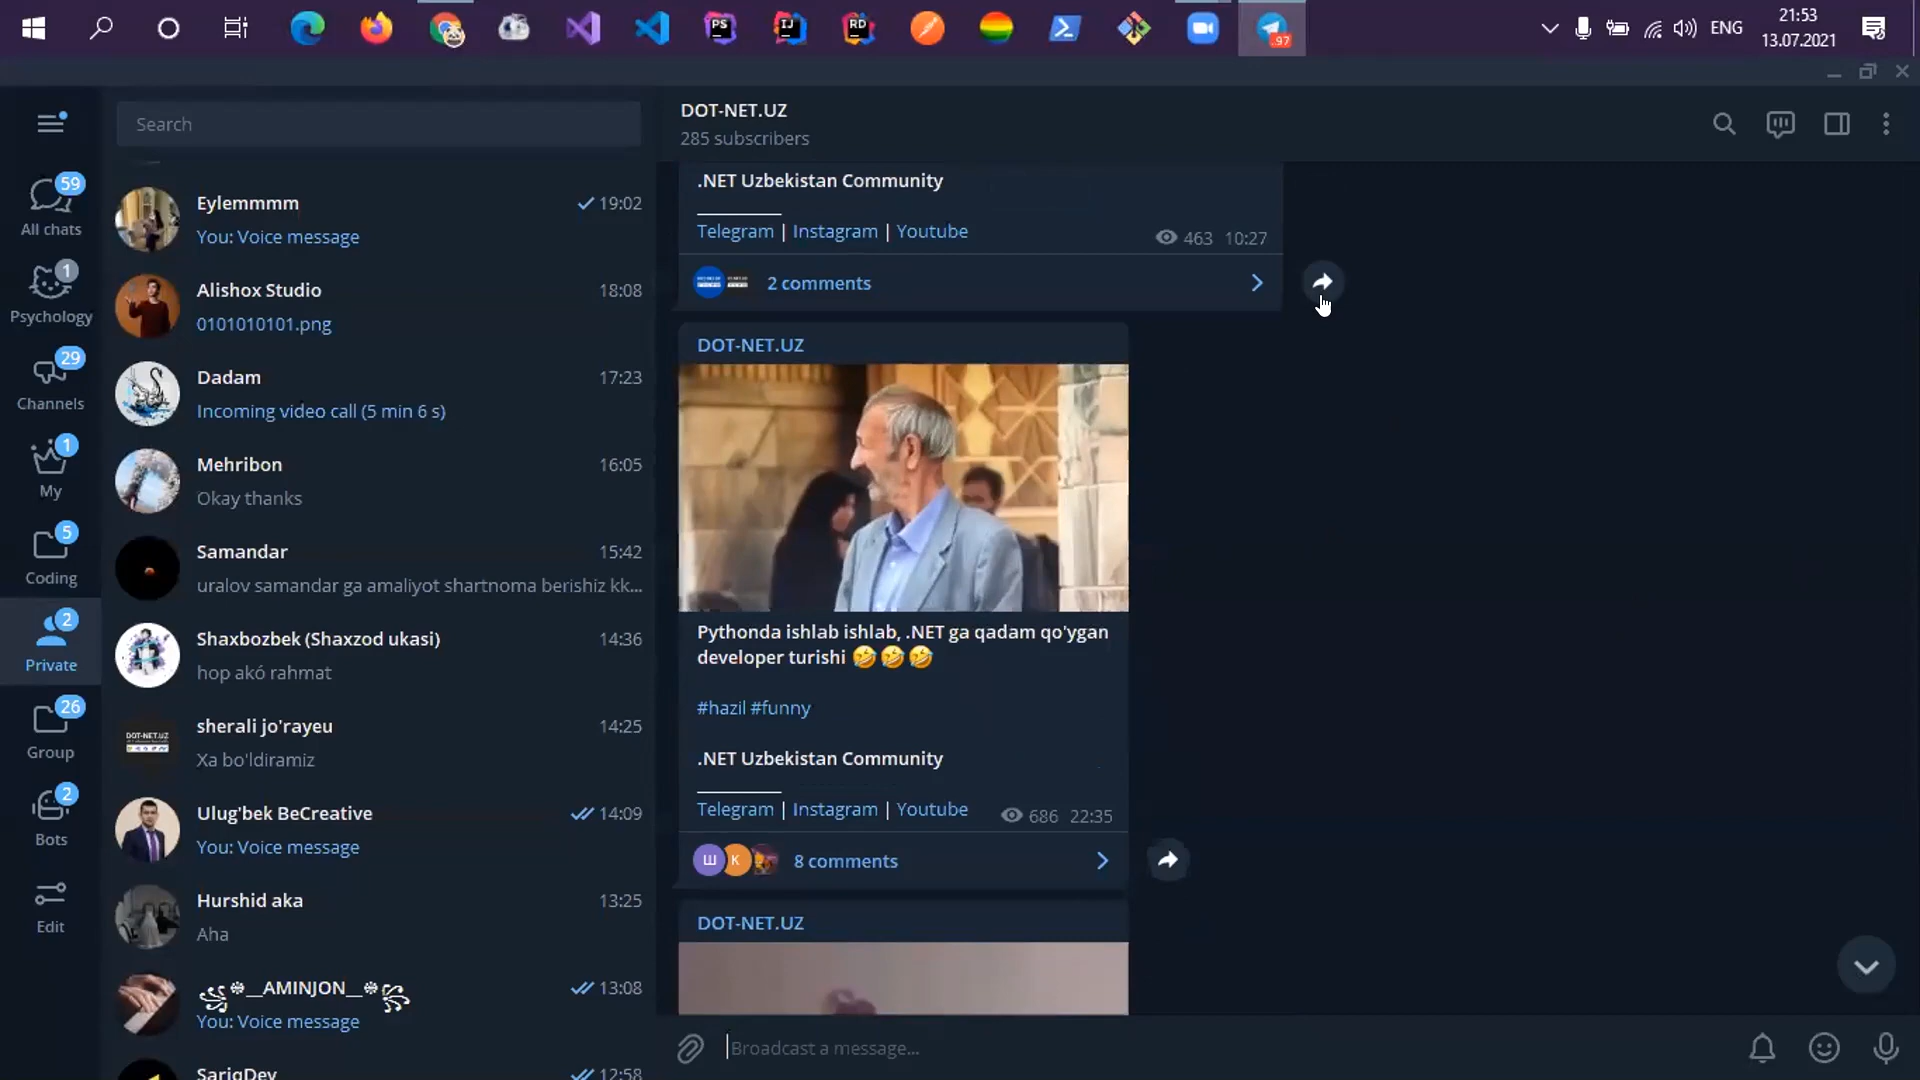 PS
IJ
RD
97
ENG
21:53
13.07.2021
Search
59
All chats
1
Psychology
29
Channels
1
My
5
Coding
2
Private
26
Group
2
Bots
Edit
Eylemmmm
19:02
You: Voice message
Alishox Studio
18:08
0101010101.png
Dadam
17:23
Incoming video call (5 min 6 s)
Mehribon
16:05
Okay thanks
Samandar
15:42
uralov samandar ga amaliyot shartnoma berishiz kk...
Shaxbozbek (Shaxzod ukasi)
14:36
hop akó rahmat
DOT-NET.UZ
sherali jo'rayeu
14:25
Xa bo'ldiramiz
Ulug'bek BeCreative
14:09
You: Voice message
Hurshid aka
13:25
Aha
꧁☸__AMINJON__☸꧂
13:08
You: Voice message
SariqDev
12:58
DOT-NET.UZ
285 subscribers
.NET Uzbekistan Community
Telegram | Instagram | Youtube
463 10:27
2 comments
DOT-NET.UZ
Pythonda ishlab ishlab, .NET ga qadam qo'ygan
developer turishi 🤣🤣🤣
#hazil #funny
.NET Uzbekistan Community
Telegram | Instagram | Youtube
686 22:35
Ш K
8 comments
DOT-NET.UZ
Broadcast a message...